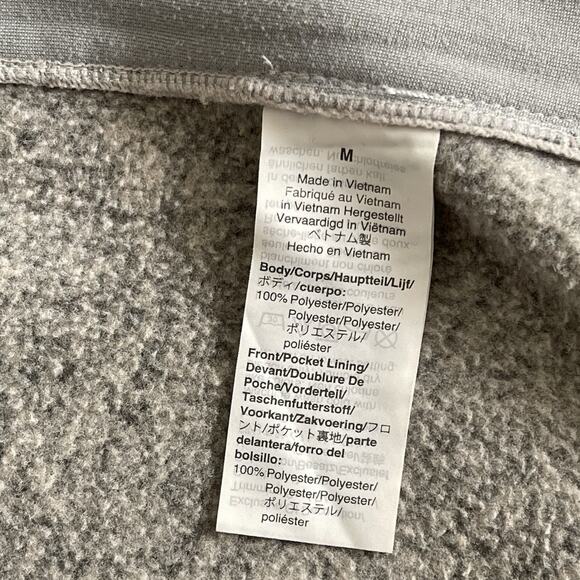 M
Made in Vietnam
Fabriqué au Vietnam
in Vietnam Hergestellt
Vervaardigd in Viëtnam
ベトナム製
Hecho en Vietnam
Body/Corps/Hauptteil/Lijf/
ボディ/cuerpo:
100% Polyester/Polyester/
Polyester/Polyester/
ポリエステル/
poliéster
Front/Pocket Lining/
Devant/Doublure De
Poche/Vorderteil/
Taschenfutterstoff/
Voorkant/Zakvoering/フロ
ント/ポケット裏地/parte
delantera/forro del
bolsillo:
100% Polyester/Polyester/
Polyester/Polyester/
ポリエステル/
poliéster